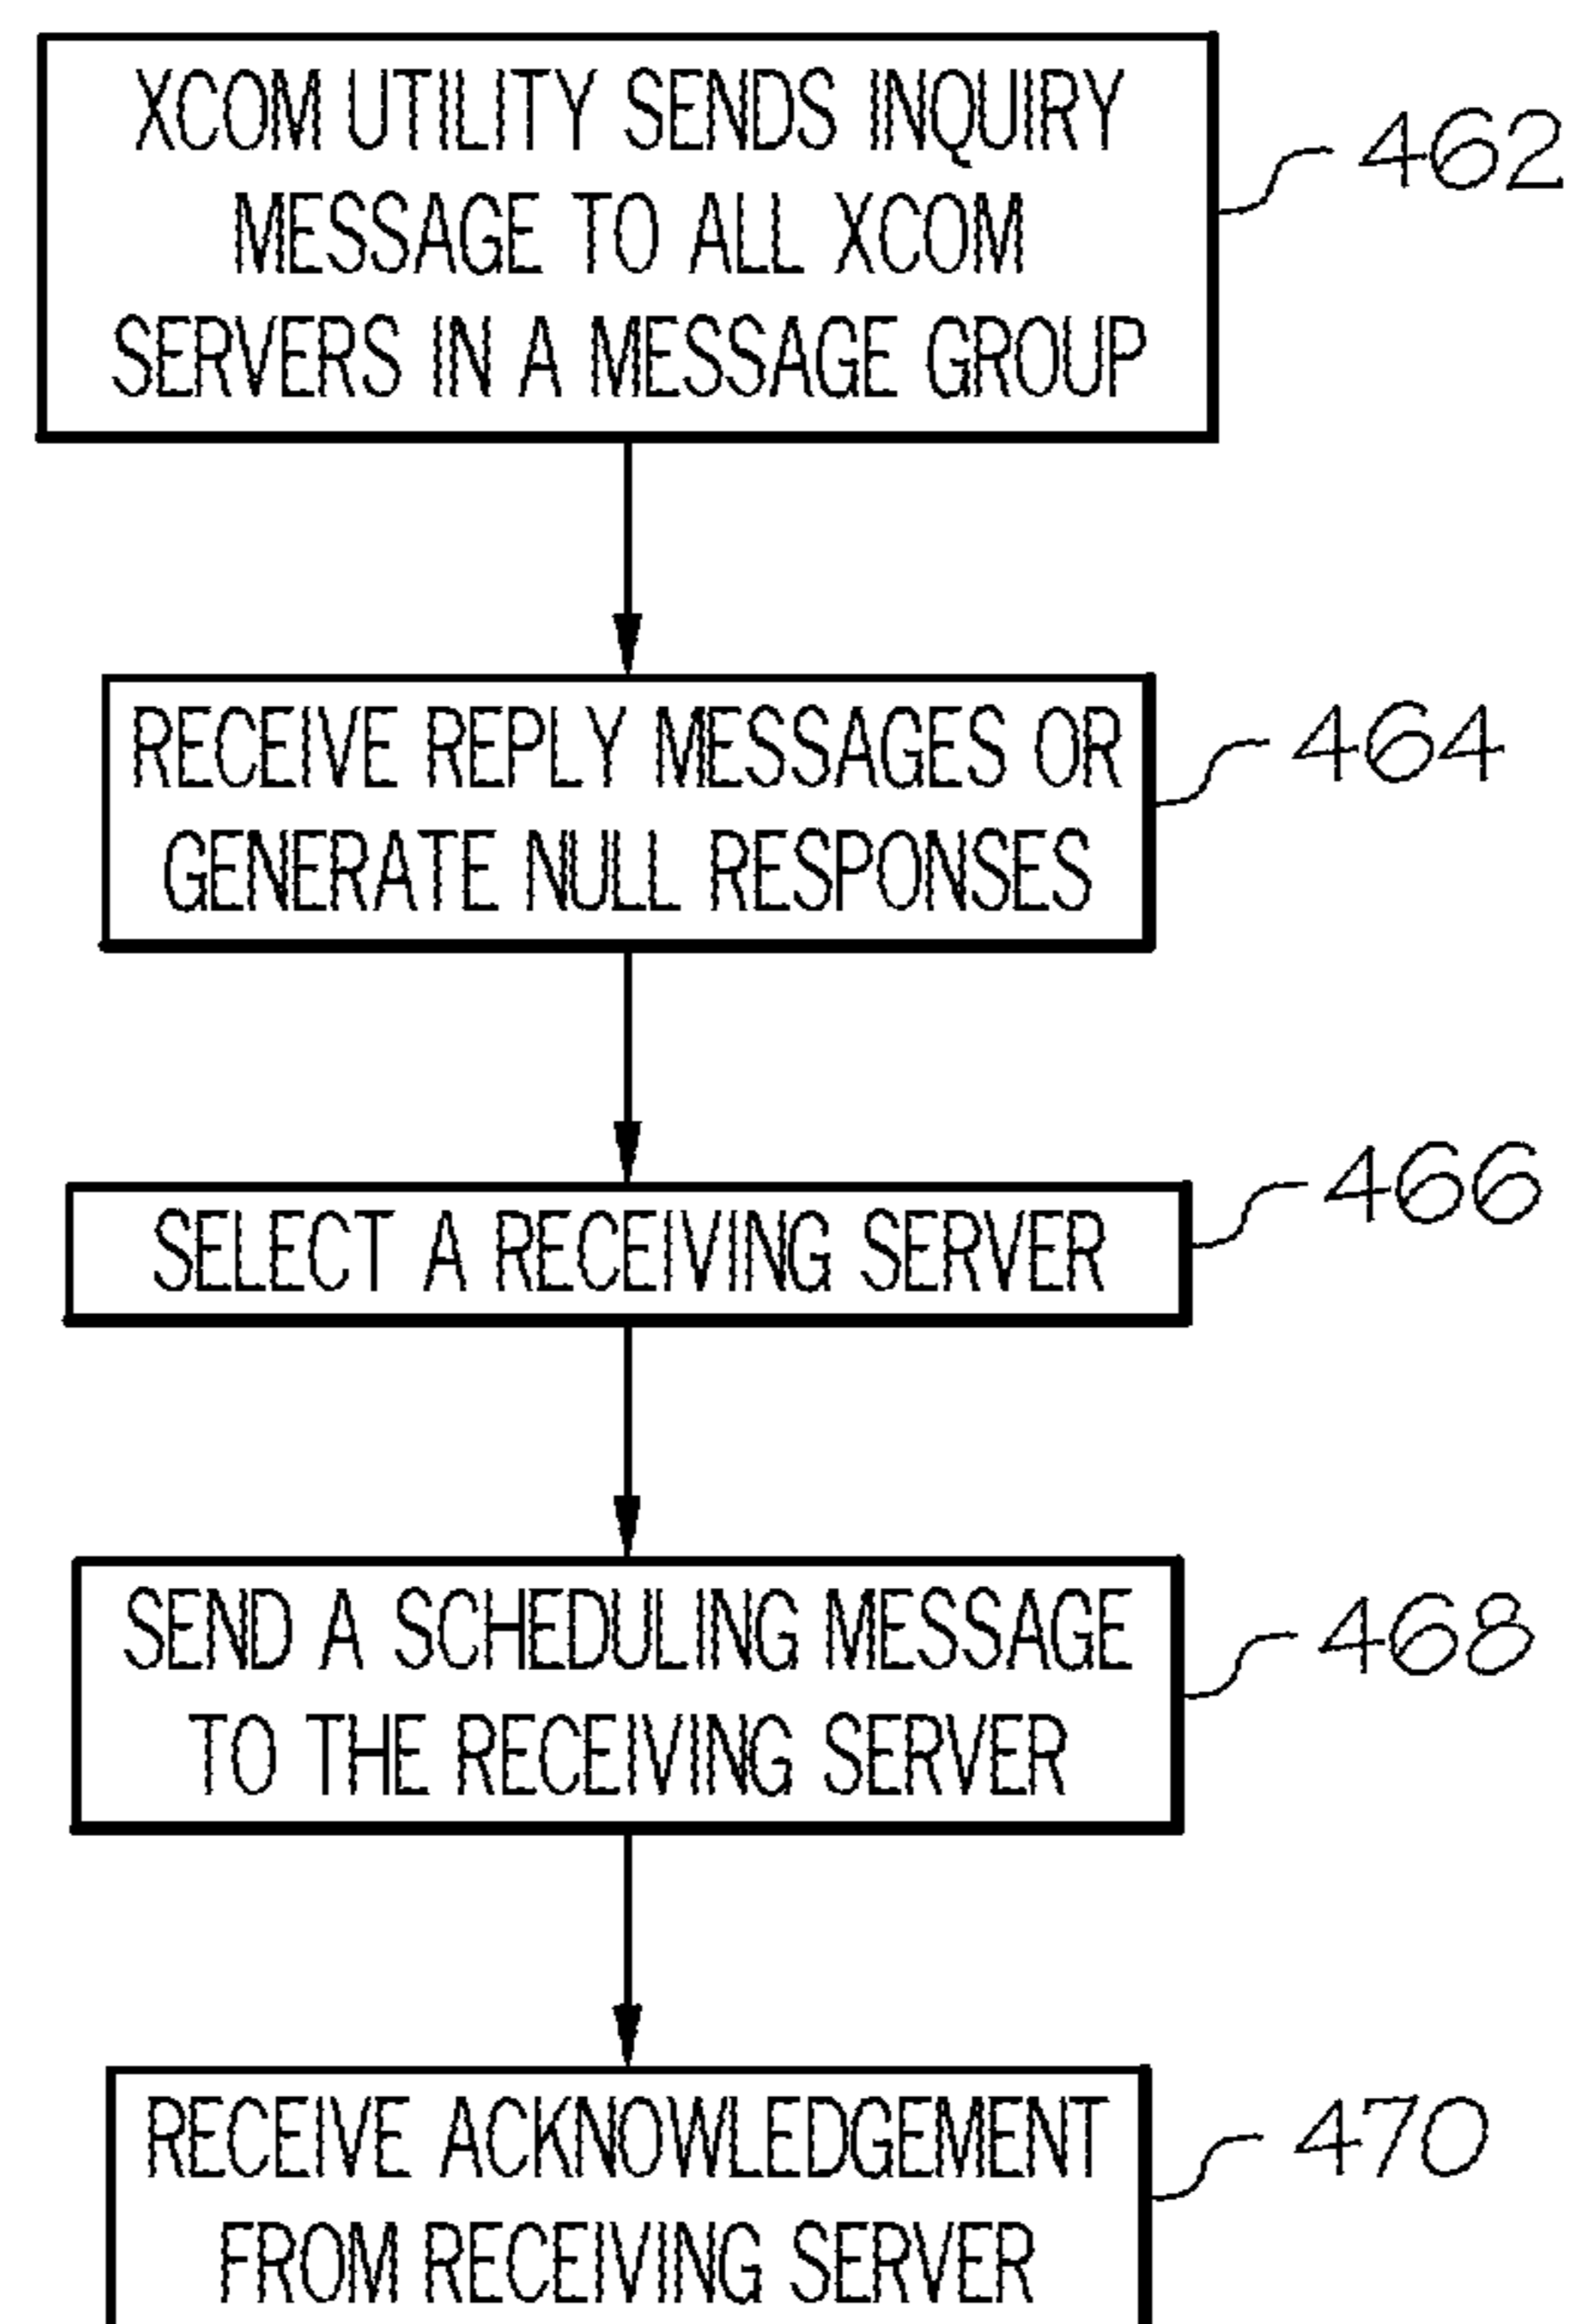 XCOM UTILITY SENDS INQUIRY
MESSAGE TO ALL XCOM
SERVERS IN A MESSAGE GROUP
462
RECEIVE REPLY MESSAGES OR
GENERATE NULL RESPONSES
464
SELECT A RECEIVING SERVER
466
SEND A SCHEDULING MESSAGE
TO THE RECEIVING SERVER
468
RECEIVE ACKNOWLEDGEMENT
FROM RECEIVING SERVER
470